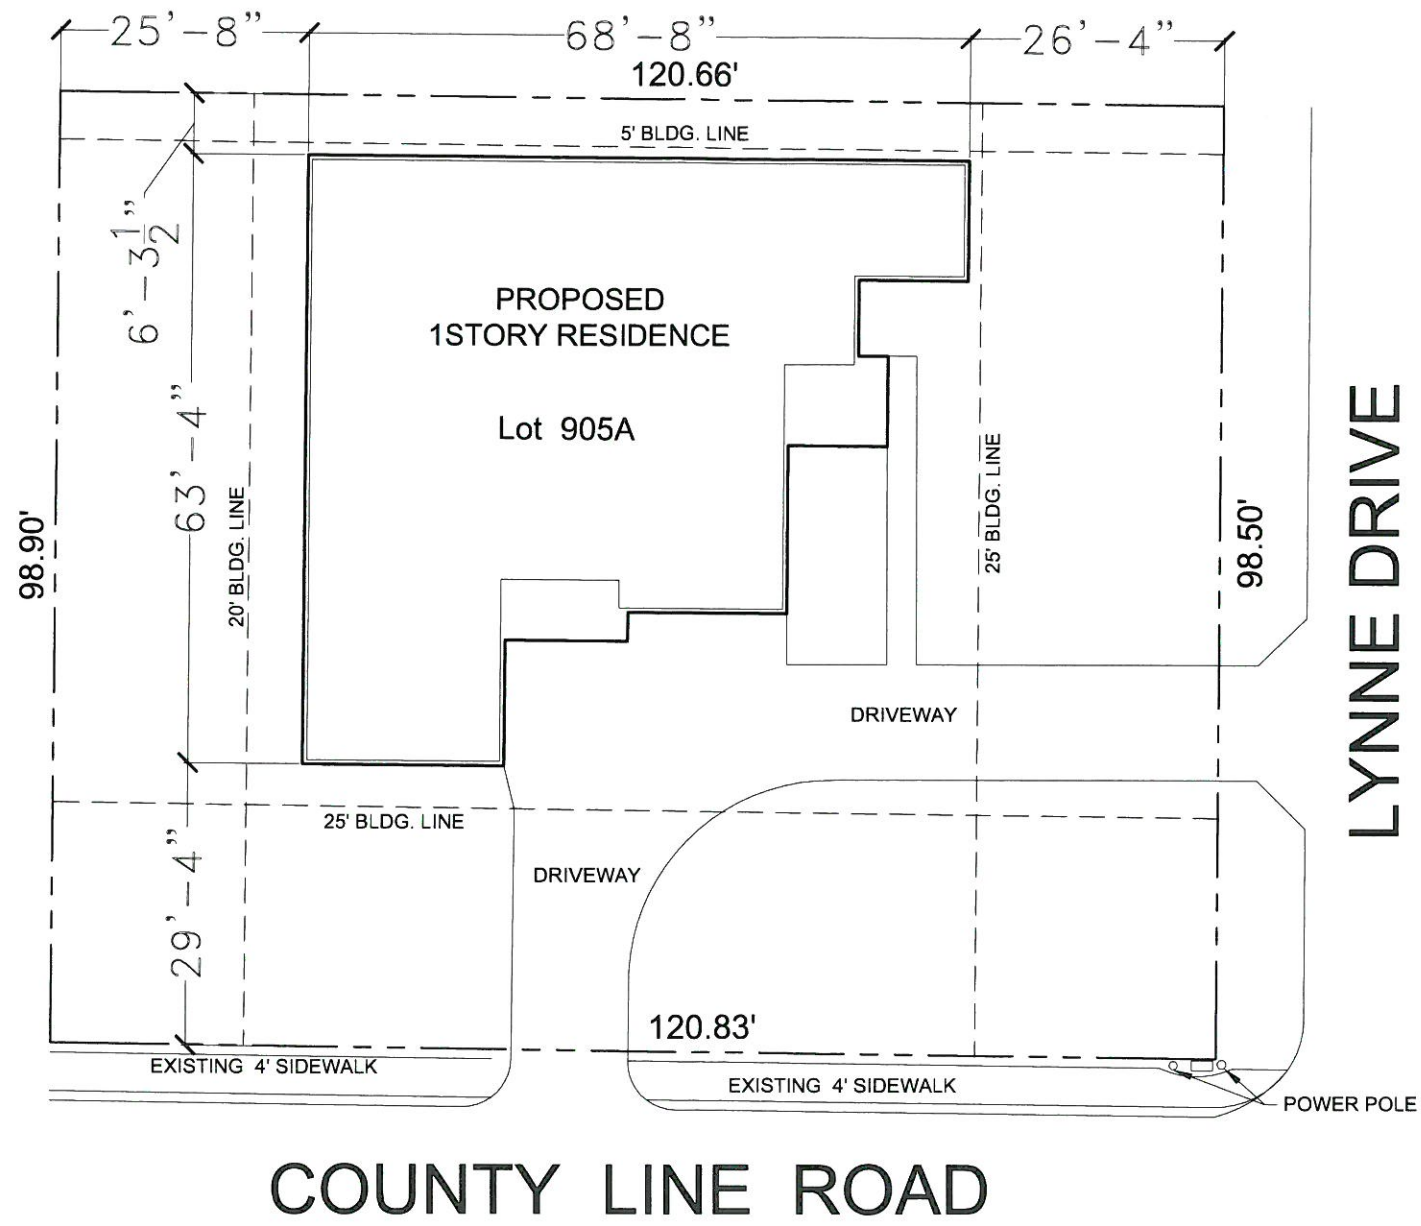 25'-8" 68'-8" 26'-4"
120.66'
5' BLDG. LINE
6'-3 1/2"
PROPOSED
1STORY RESIDENCE
Lot 905A
63'-4"
20' BLDG. LINE
25' BLDG. LINE
98.90'
98.50'
LYNNE DRIVE
DRIVEWAY
25' BLDG. LINE
29'-4"
DRIVEWAY
120.83'
EXISTING 4' SIDEWALK
EXISTING 4' SIDEWALK
POWER POLE
COUNTY LINE ROAD